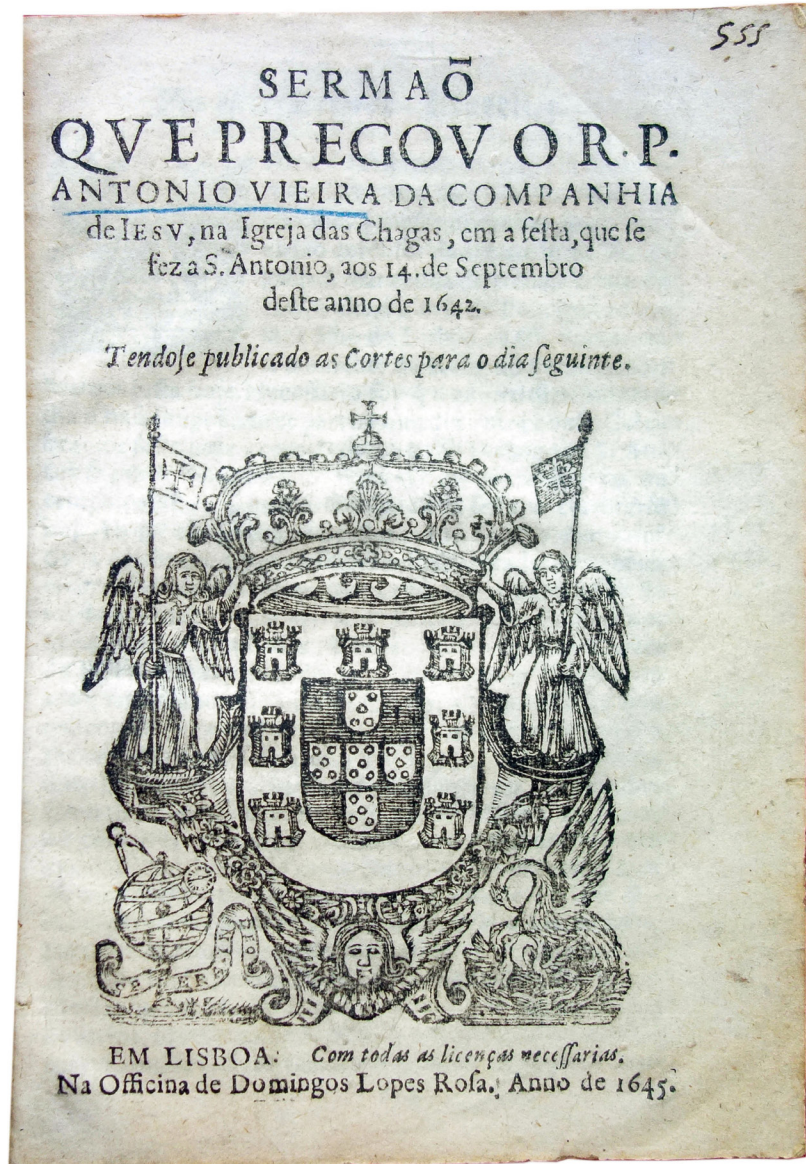 555
SERMAÕ
QVE PREGOV O R. P.
ANTONIO VIEIRA DA COMPANHIA
de IESV, na Igreja das Chagas, em a feſta, que ſe
fez a S. Antonio, aos 14. de Septembro
deſte anno de 1642.
Tendoſe publicado as Cortes para o dia ſeguinte.
EM LISBOA: Com todas as licenças neceſſarias.
Na Officina de Domingos Lopes Roſa. Anno de 1645.